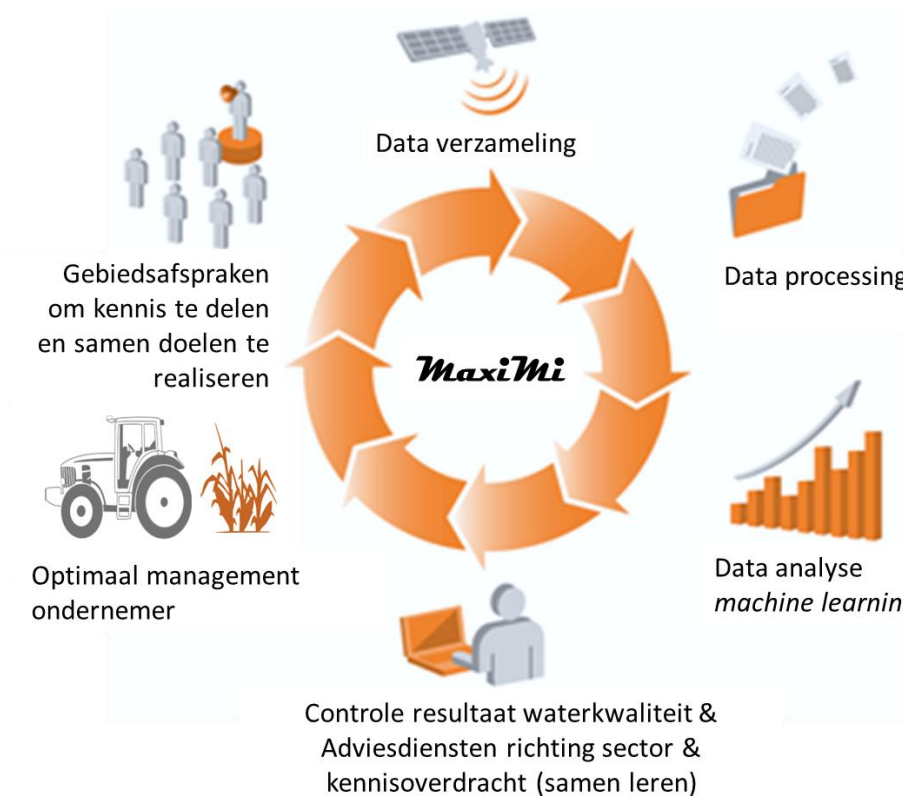 Data verzameling
Data processing
Data analyse
machine
Controle resultaat waterkwaliteit &
Adviesdiensten richting sector &
kennisoverdracht (samen leren)
Optimaal management
ondernemer
Gebiedsafspraken
om kennis te delen
en samen doelen te
realiseren
MaxiMi